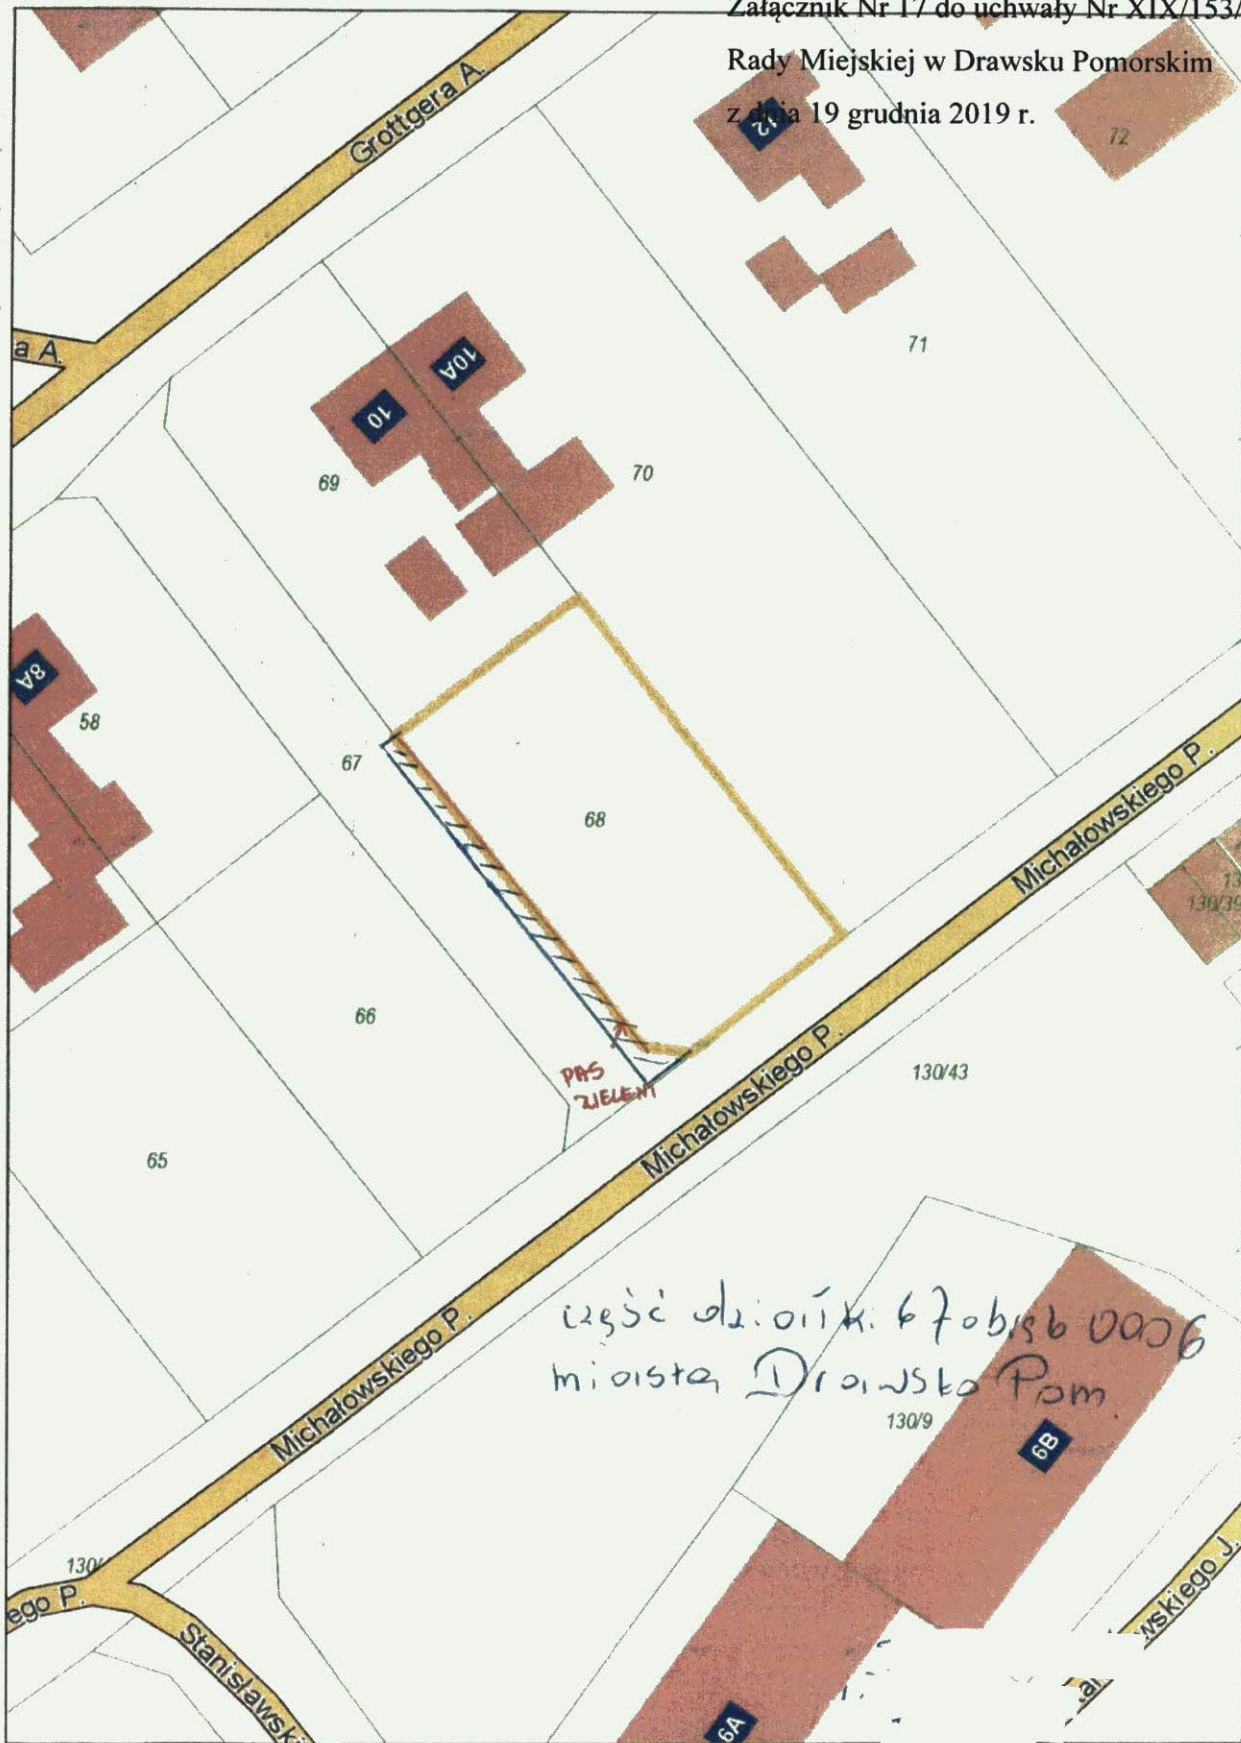 Załącznik Nr 17 do uchwały Nr XIX/153/
Rady Miejskiej w Drawsku Pomorskim
z dnia 19 grudnia 2019 r.
Grottgera A.
12
72
a A.
71
10A
10
69
70
8A
58
67
68
Michałowskiego P.
130/39
66
PAS
ZIELENI
Michałowskiego P.
130/43
65
część działki 67 obręb 0006
miasta Drawsko Pom.
Michałowskiego P.
130/9
6B
130/
ego P.
Stanisławski
wskiego J.
6A